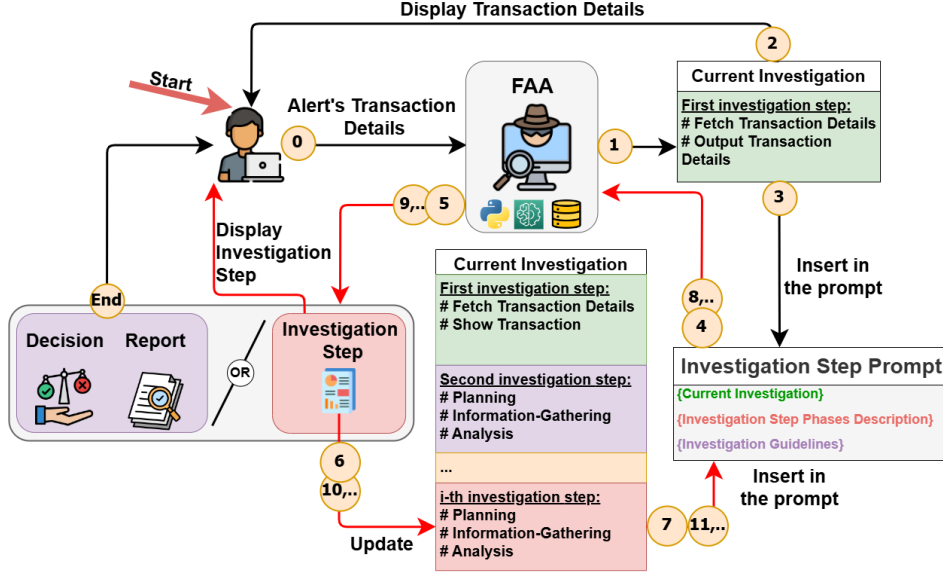 Display Transaction Details
2
Start
Current Investigation
First investigation step:
# Fetch Transaction Details
# Output Transaction
Details
FAA
Alert's Transaction
Details
0
1
3
9,..
5
Display
Investigation
Step
Insert in
the prompt
8,..
4
End
Decision
Report
OR
Investigation
Step
Current Investigation
First investigation step:
# Fetch Transaction Details
# Show Transaction
Second investigation step:
# Planning
# Information-Gathering
# Analysis
...
i-th investigation step:
# Planning
# Information-Gathering
# Analysis
Investigation Step Prompt
{Current Investigation}
{Investigation Step Phases Description}
{Investigation Guidelines}
6
10,..
Update
7
11,..
Insert in
the prompt